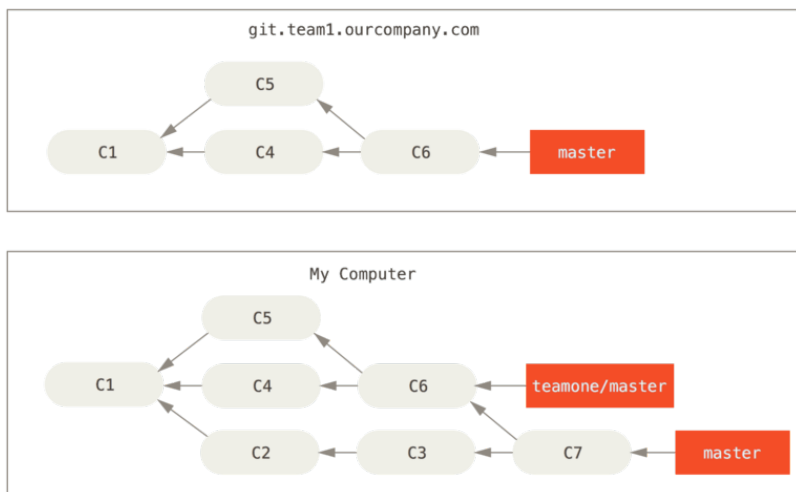 git.team1.ourcompany.com
C5
C1 C4 C6 master
My Computer
C5
C1 C4 C6 teamone/master
C2 C3 C7 master